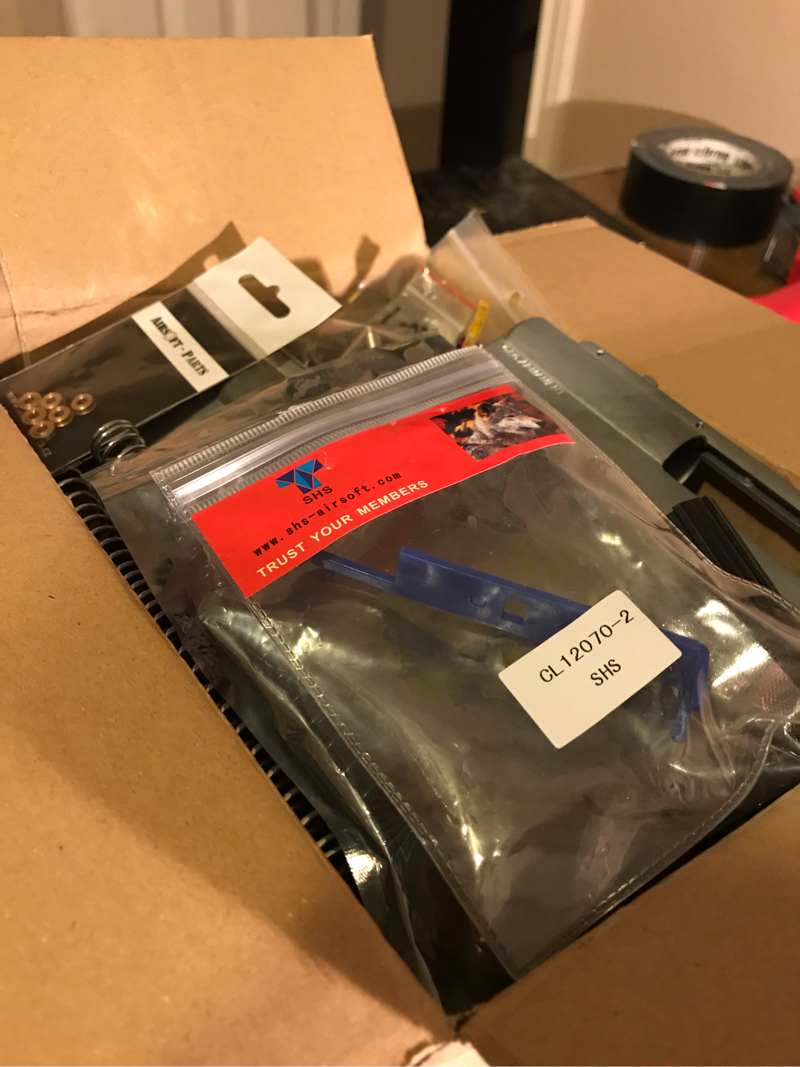 AIRSOFT-PARTS
SHS
www.shs-airsoft.com
TRUST YOUR MEMBERS
CL12070-2
SHS